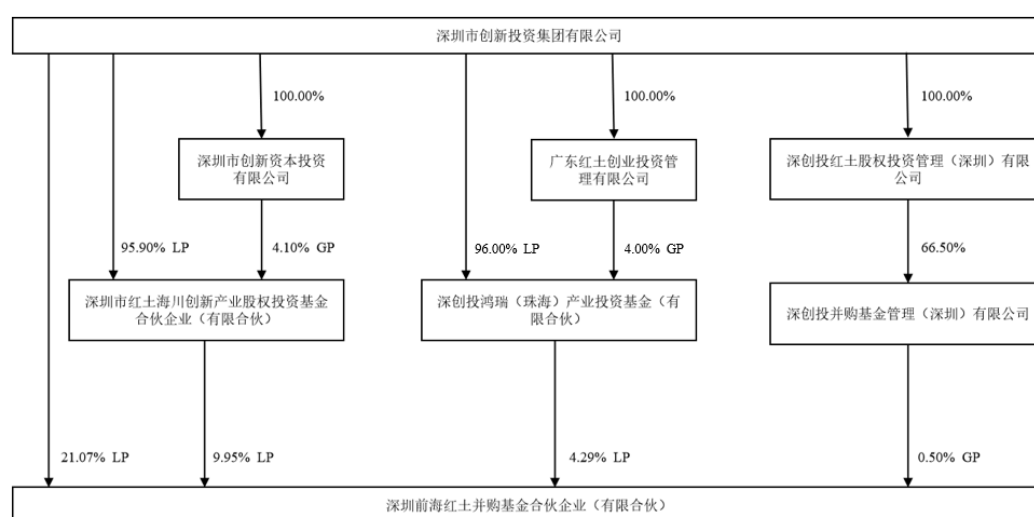 深圳市创新投资集团有限公司
100.00%
100.00%
100.00%
深圳市创新资本投资
有限公司
广东红土创业投资管
理有限公司
深创投红土股权投资管理（深圳）有限
公司
95.90% LP
4.10% GP
96.00% LP
4.00% GP
66.50%
深圳市红土海川创新产业股权投资基金
合伙企业（有限合伙）
深创投鸿瑞（珠海）产业投资基金（有
限合伙）
深创投并购基金管理（深圳）有限公司
21.07% LP
9.95% LP
4.29% LP
0.50% GP
深圳前海红土并购基金合伙企业（有限合伙）